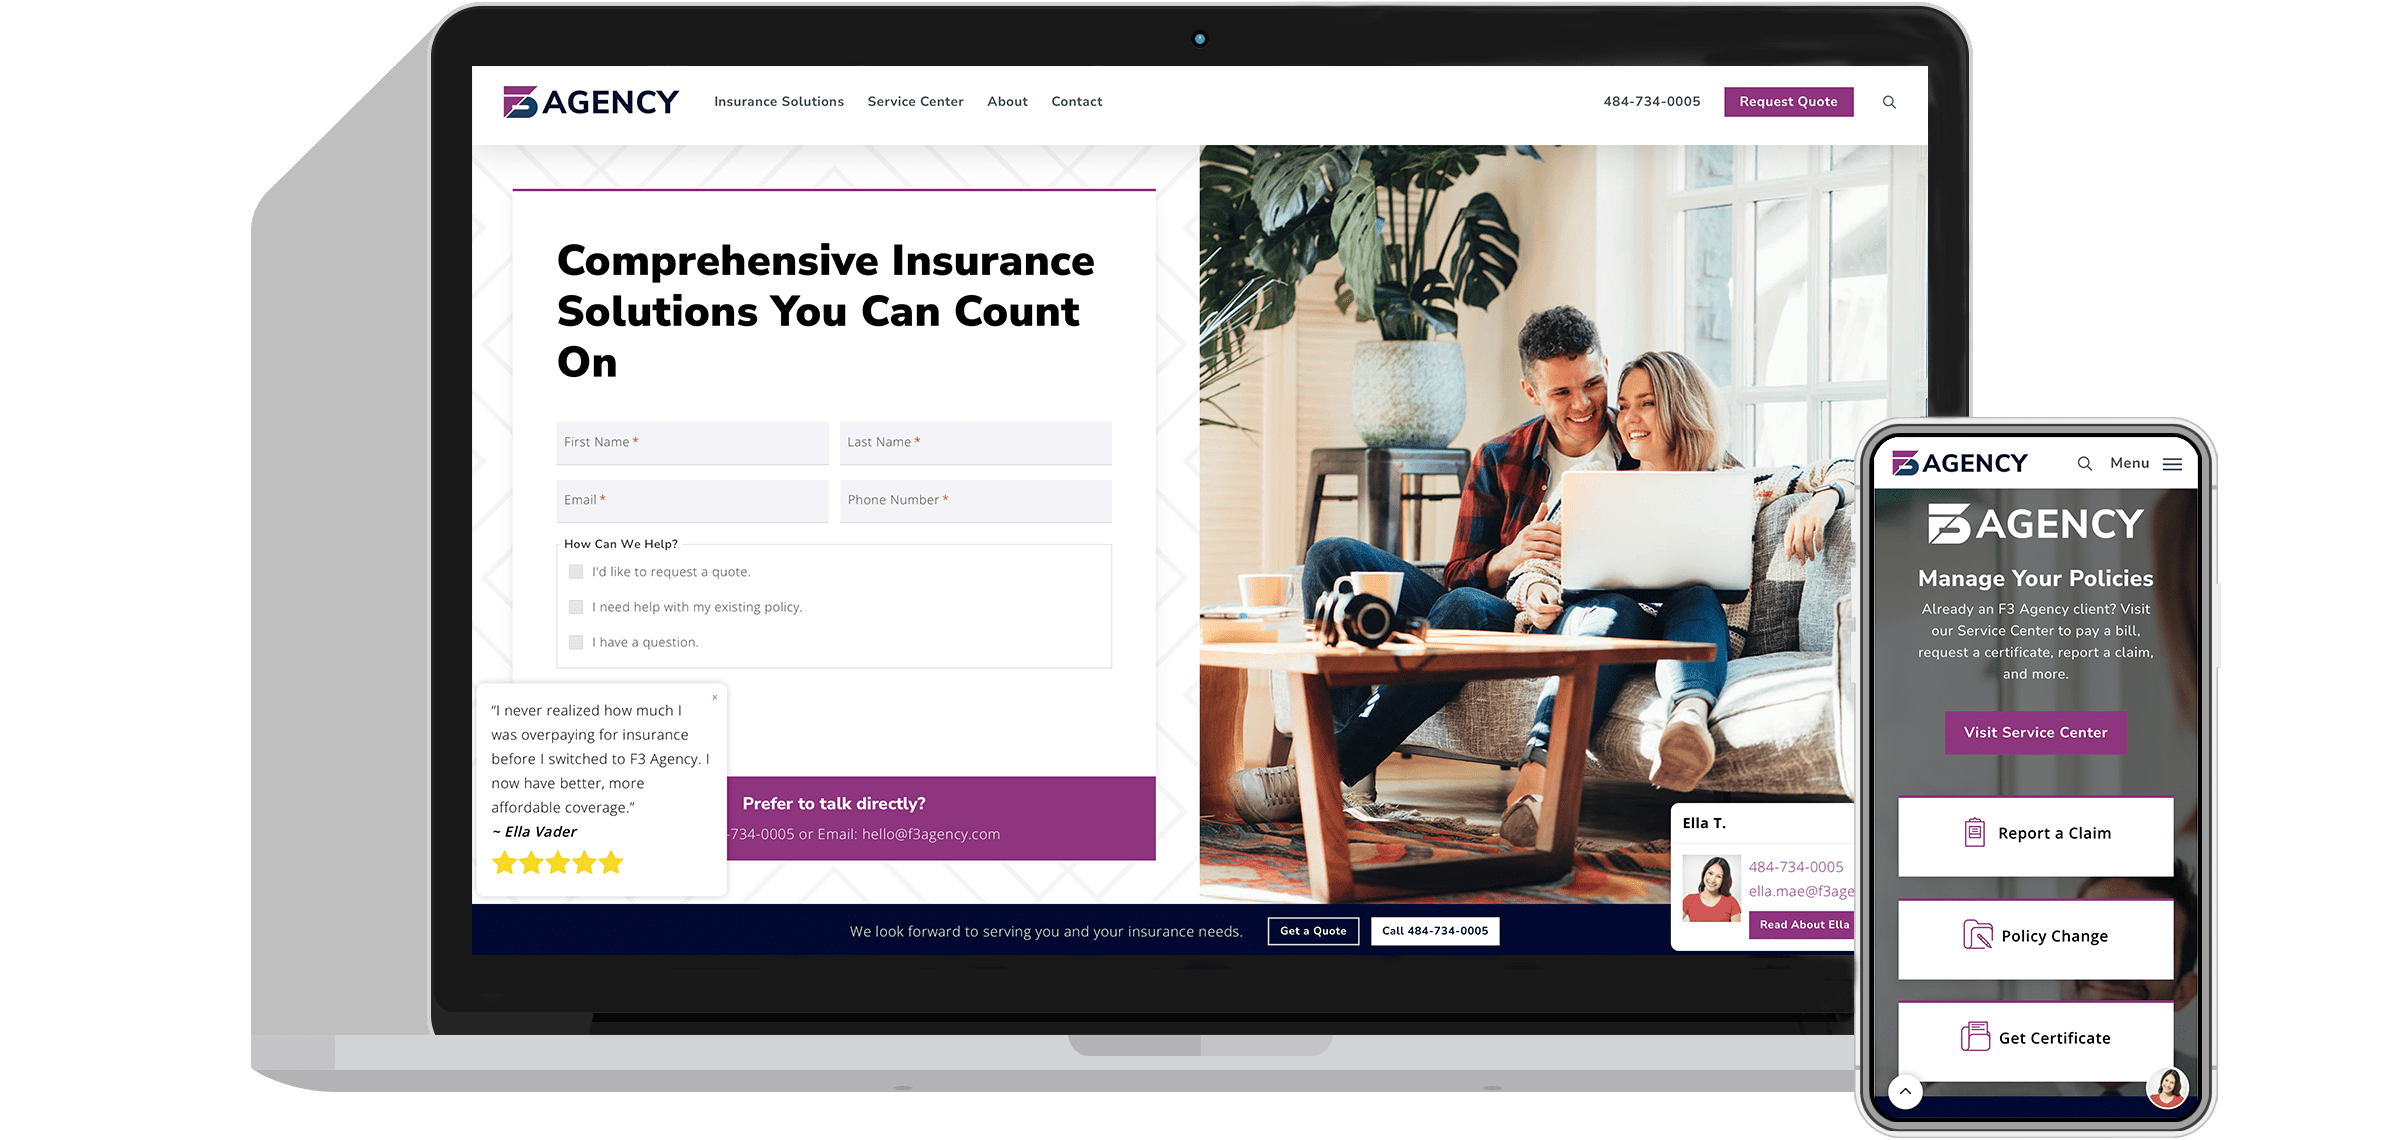 AGENCY
Insurance Solutions
Service Center
About
Contact
484-734-0005
Request Quote
Comprehensive Insurance
Solutions You Can Count
On
First Name *
Last Name *
Email *
Phone Number *
How Can We Help?
I'd like to request a quote.
I need help with my existing policy.
I have a question.
×
“I never realized how much I
was overpaying for insurance
before I switched to F3 Agency. I
now have better, more
affordable coverage.”
~ Ella Vader
Prefer to talk directly?
-734-0005 or Email: hello@f3agency.com
Ella T.
484-734-0005
ella.mae@f3age
Read About Ella
We look forward to serving you and your insurance needs.
Get a Quote
Call 484-734-0005
AGENCY
Menu
AGENCY
Manage Your Policies
Already an F3 Agency client? Visit
our Service Center to pay a bill,
request a certificate, report a claim,
and more.
Visit Service Center
Report a Claim
Policy Change
Get Certificate